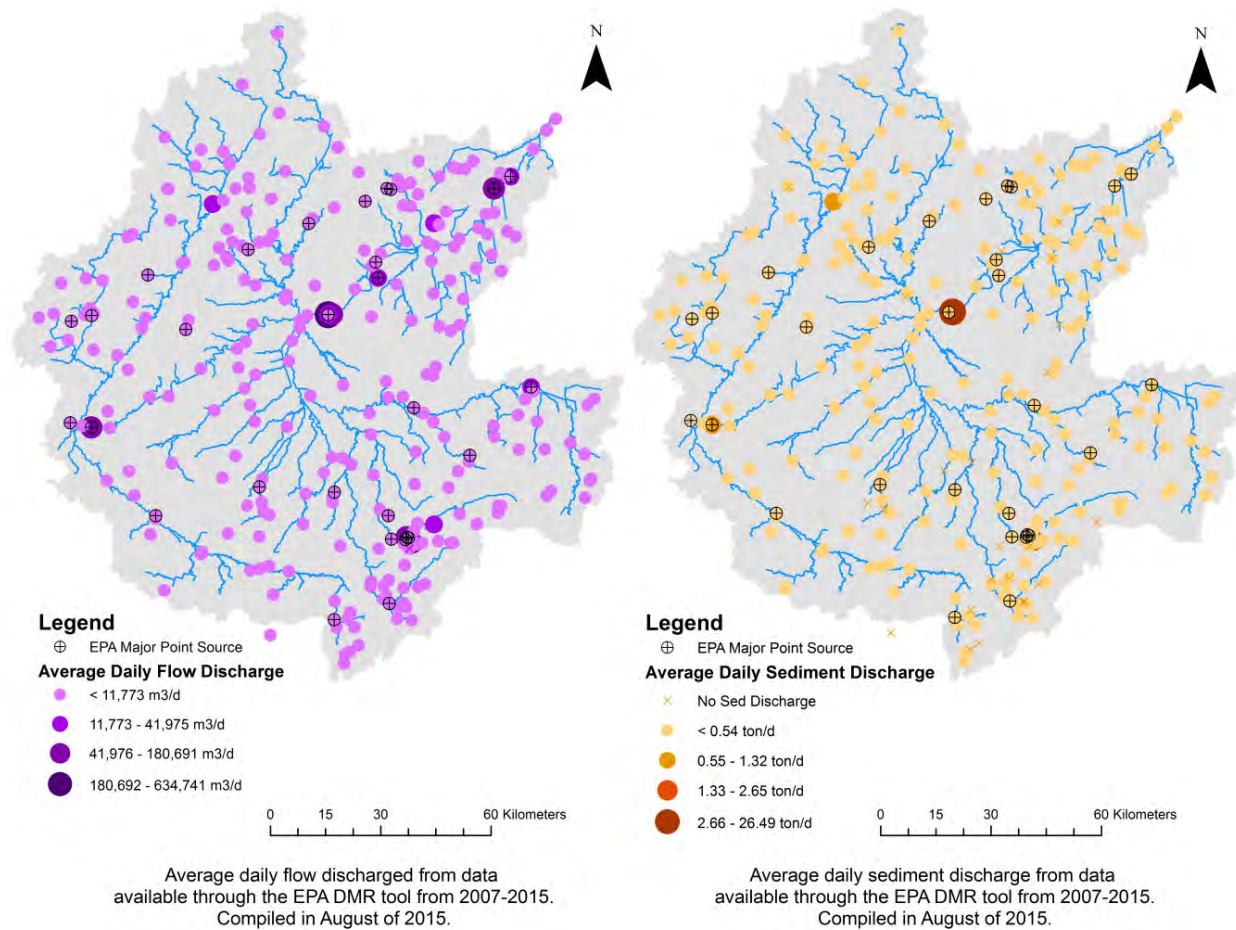 N
Legend
EPA Major Point Source
Average Daily Flow Discharge
< 11,773 m3/d
11,773 - 41,975 m3/d
41,976 - 180,691 m3/d
180,692 - 634,741 m3/d
0 15 30 60 Kilometers
Average daily flow discharged from data
available through the EPA DMR tool from 2007-2015.
Compiled in August of 2015.
N
Legend
EPA Major Point Source
Average Daily Sediment Discharge
No Sed Discharge
< 0.54 ton/d
0.55 - 1.32 ton/d
1.33 - 2.65 ton/d
2.66 - 26.49 ton/d
0 15 30 60 Kilometers
Average daily sediment discharge from data
available through the EPA DMR tool from 2007-2015.
Compiled in August of 2015.